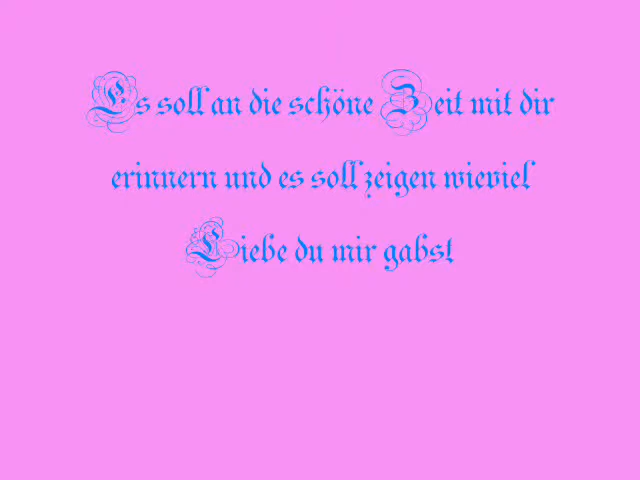 Es soll an die schöne Zeit mit dir
erinnern und es soll zeigen wieviel
Liebe du mir gabst